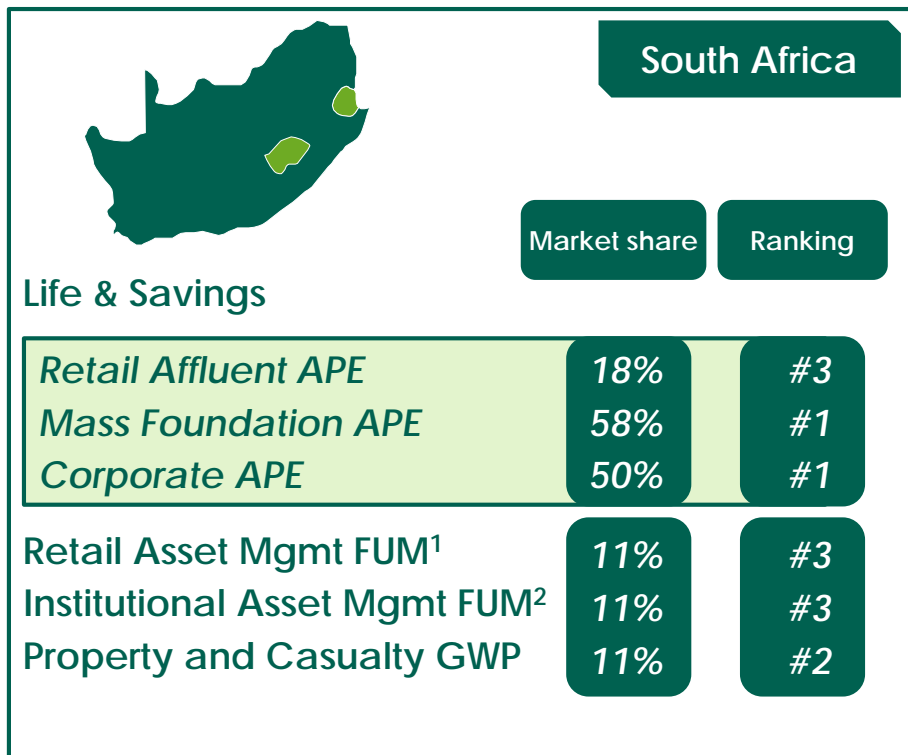 South Africa
Market share Ranking
Life & Savings
Retail Affluent APE 18% #3
Mass Foundation APE 58% #1
Corporate APE 50% #1
Retail Asset Mgmt FUM¹ 11% #3
Institutional Asset Mgmt FUM² 11% #3
Property and Casualty GWP 11% #2